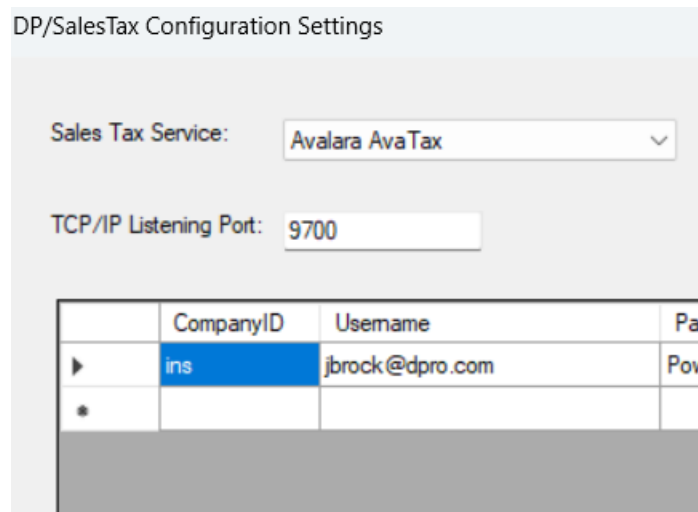 DP/SalesTax Configuration Settings
Sales Tax Service: Avalara AvaTax
TCP/IP Listening Port: 9700
CompanyID Username
ins jbrock@dpro.com